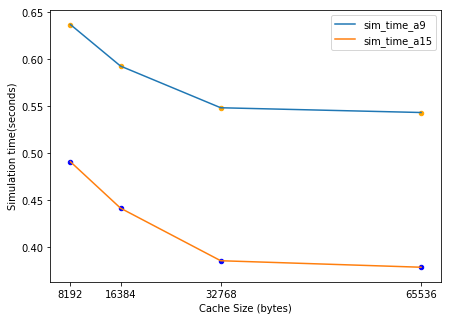 0.65
0.60
0.55
0.50
0.45
0.40
Simulation time(seconds)
sim_time_a9
sim_time_a15
8192
16384
32768
65536
Cache Size (bytes)